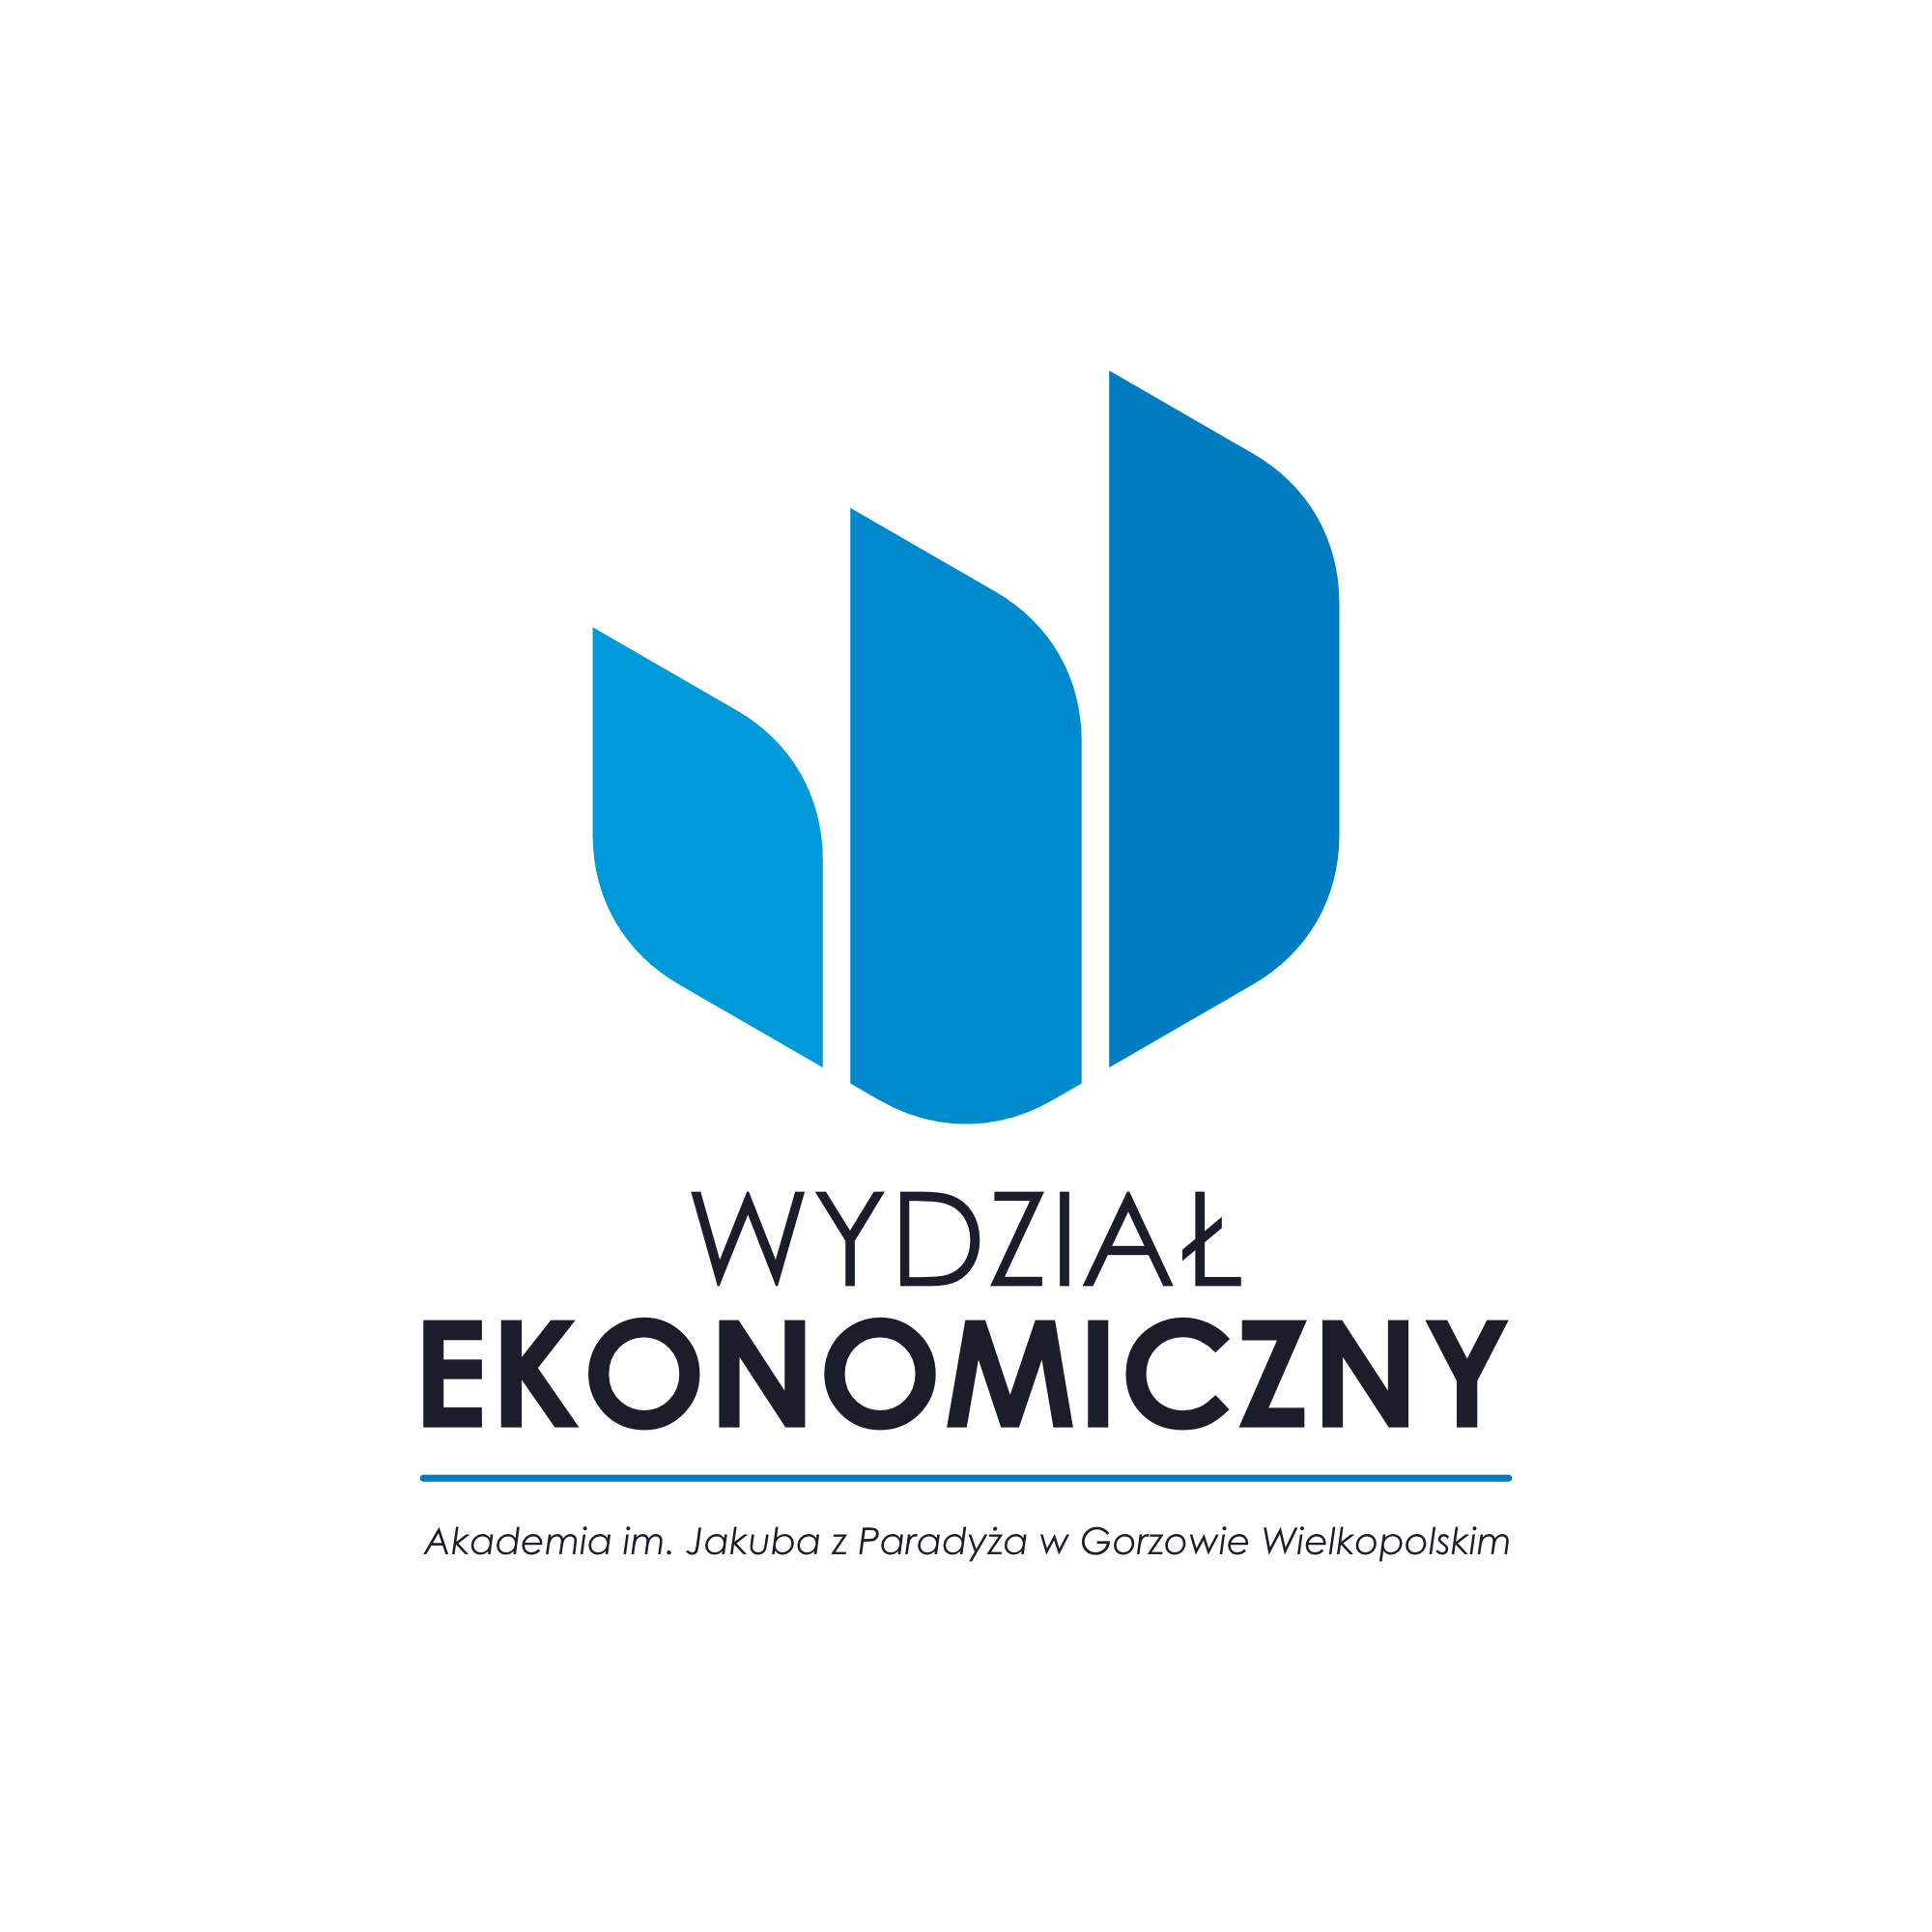 WYDZIAŁ
EKONOMICZNY
Akademia im. Jakuba z Paradyża w Gorzowie Wielkopolskim